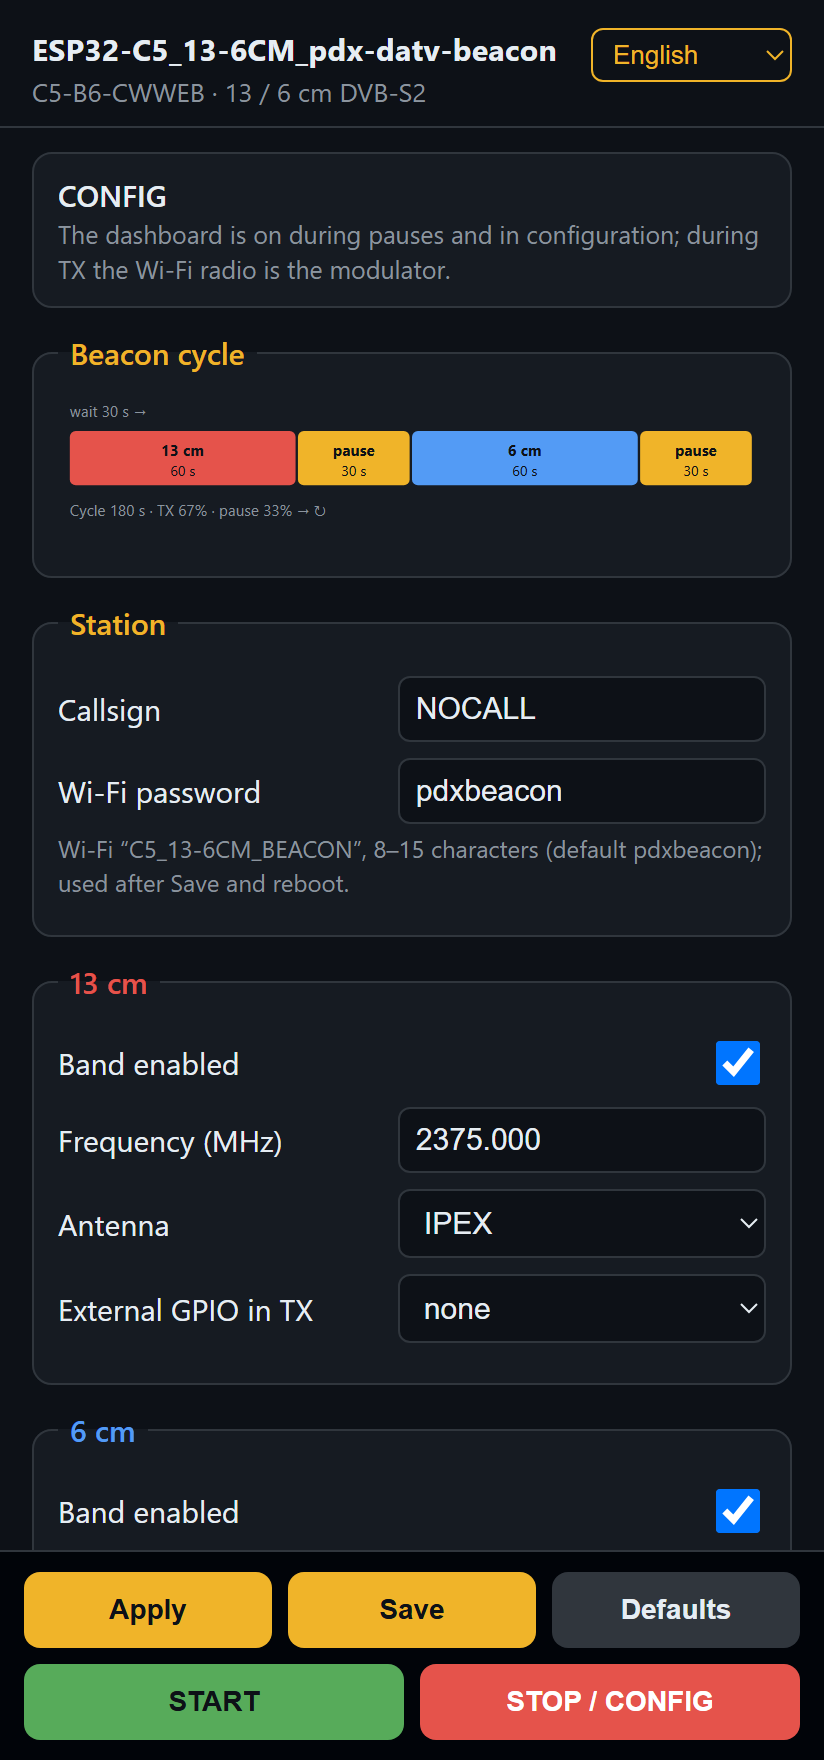 ESP32-C5_13-6CM_pdx-datv-beacon
English
C5-B6-CWWEB · 13 / 6 cm DVB-S2
CONFIG
The dashboard is on during pauses and in configuration; during
TX the Wi-Fi radio is the modulator.
Beacon cycle
wait 30 s →
13 cm
60 s
pause
30 s
6 cm
60 s
pause
30 s
Cycle 180 s · TX 67% · pause 33% → ↻
Station
Callsign
NOCALL
Wi-Fi password
pdxbeacon
Wi-Fi “C5_13-6CM_BEACON”, 8–15 characters (default pdxbeacon);
used after Save and reboot.
13 cm
Band enabled
Frequency (MHz)
2375.000
Antenna
IPEX
External GPIO in TX
none
6 cm
Band enabled
Apply
Save
Defaults
START
STOP / CONFIG